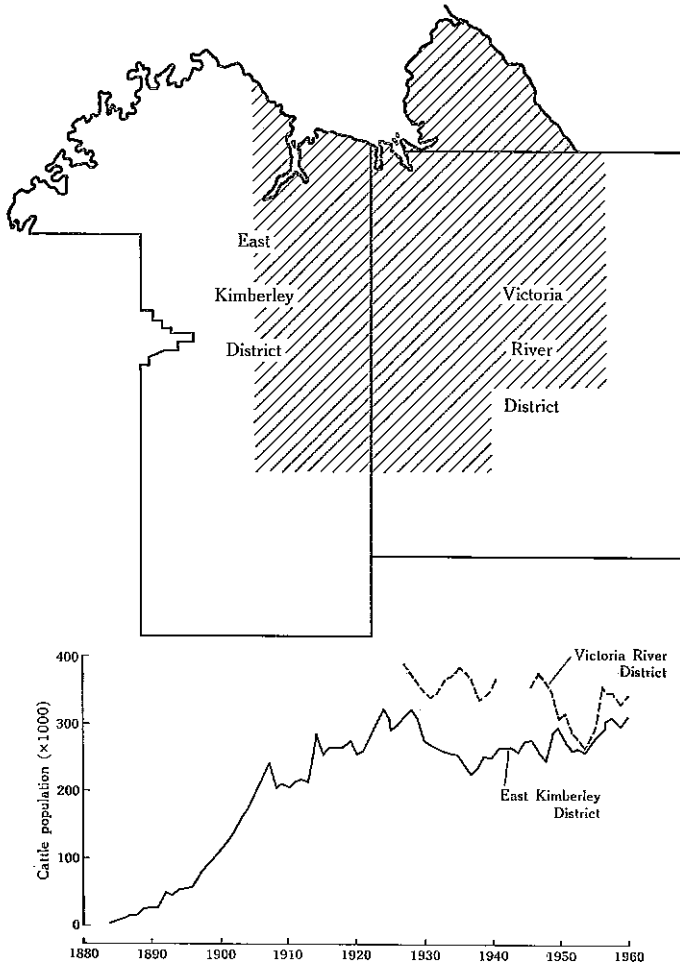 East
Kimberley
District
Victoria
River
District
Cattle population (×1000)
400
300
200
100
0
Victoria River
District
East Kimberley
District
1880 1890 1900 1910 1920 1930 1940 1950 1960